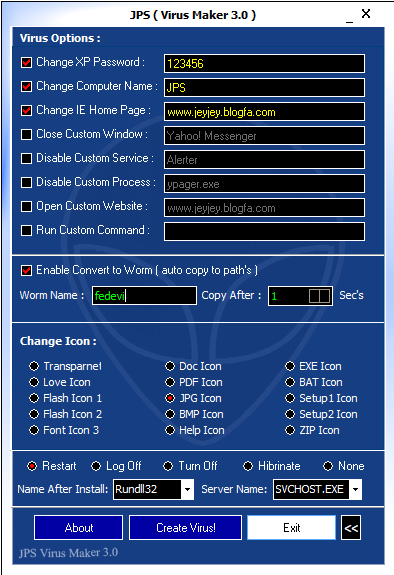 JPS ( Virus Maker 3.0 )
Virus Options :
Change XP Password : 123456
Change Computer Name : JPS
Change IE Home Page : www.jeyjey.blogfa.com
Close Custom Window : Yahoo! Messenger
Disable Custom Service : Alerter
Disable Custom Process : ypager.exe
Open Custom Website : www.jeyjey.blogfa.com
Run Custom Command :
Enable Convert to Worm ( auto copy to path's )
Worm Name : fedevi Copy After : 1 Sec's
Change Icon :
Transparnet Doc Icon EXE Icon
Love Icon PDF Icon BAT Icon
Flash Icon 1 JPG Icon Setup1 Icon
Flash Icon 2 BMP Icon Setup2 Icon
Font Icon 3 Help Icon ZIP Icon
Restart Log Off Turn Off Hibrinate None
Name After Install: Rundll32 Server Name: SVCHOST.EXE
About Create Virus! Exit <<
JPS Virus Maker 3.0